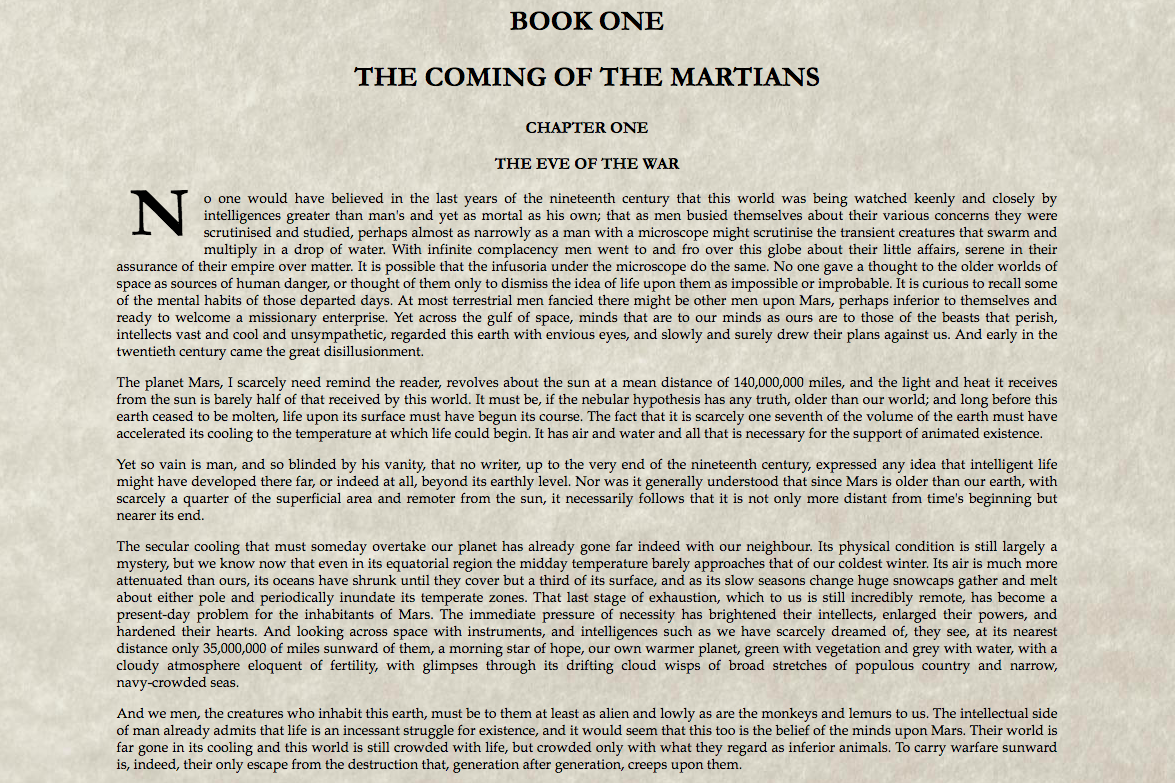 BOOK ONE
THE COMING OF THE MARTIANS
CHAPTER ONE
THE EVE OF THE WAR
No one would have believed in the last years of the nineteenth century that this world was being watched keenly and closely by
intelligences greater than man's and yet as mortal as his own; that as men busied themselves about their various concerns they were
scrutinised and studied, perhaps almost as narrowly as a man with a microscope might scrutinise the transient creatures that swarm and
multiply in a drop of water. With infinite complacency men went to and fro over this globe about their little affairs, serene in their
assurance of their empire over matter. It is possible that the infusoria under the microscope do the same. No one gave a thought to the older worlds of
space as sources of human danger, or thought of them only to dismiss the idea of life upon them as impossible or improbable. It is curious to recall some
of the mental habits of those departed days. At most terrestrial men fancied there might be other men upon Mars, perhaps inferior to themselves and
ready to welcome a missionary enterprise. Yet across the gulf of space, minds that are to our minds as ours are to those of the beasts that perish,
intellects vast and cool and unsympathetic, regarded this earth with envious eyes, and slowly and surely drew their plans against us. And early in the
twentieth century came the great disillusionment.
The planet Mars, I scarcely need remind the reader, revolves about the sun at a mean distance of 140,000,000 miles, and the light and heat it receives
from the sun is barely half of that received by this world. It must be, if the nebular hypothesis has any truth, older than our world; and long before this
earth ceased to be molten, life upon its surface must have begun its course. The fact that it is scarcely one seventh of the volume of the earth must have
accelerated its cooling to the temperature at which life could begin. It has air and water and all that is necessary for the support of animated existence.
Yet so vain is man, and so blinded by his vanity, that no writer, up to the very end of the nineteenth century, expressed any idea that intelligent life
might have developed there far, or indeed at all, beyond its earthly level. Nor was it generally understood that since Mars is older than our earth, with
scarcely a quarter of the superficial area and remoter from the sun, it necessarily follows that it is not only more distant from time's beginning but
nearer its end.
The secular cooling that must someday overtake our planet has already gone far indeed with our neighbour. Its physical condition is still largely a
mystery, but we know now that even in its equatorial region the midday temperature barely approaches that of our coldest winter. Its air is much more
attenuated than ours, its oceans have shrunk until they cover but a third of its surface, and as its slow seasons change huge snowcaps gather and melt
about either pole and periodically inundate its temperate zones. That last stage of exhaustion, which to us is still incredibly remote, has become a
present-day problem for the inhabitants of Mars. The immediate pressure of necessity has brightened their intellects, enlarged their powers, and
hardened their hearts. And looking across space with instruments, and intelligences such as we have scarcely dreamed of, they see, at its nearest
distance only 35,000,000 of miles sunward of them, a morning star of hope, our own warmer planet, green with vegetation and grey with water, with a
cloudy atmosphere eloquent of fertility, with glimpses through its drifting cloud wisps of broad stretches of populous country and narrow,
navy-crowded seas.
And we men, the creatures who inhabit this earth, must be to them at least as alien and lowly as are the monkeys and lemurs to us. The intellectual side
of man already admits that life is an incessant struggle for existence, and it would seem that this too is the belief of the minds upon Mars. Their world is
far gone in its cooling and this world is still crowded with life, but crowded only with what they regard as inferior animals. To carry warfare sunward
is, indeed, their only escape from the destruction that, generation after generation, creeps upon them.